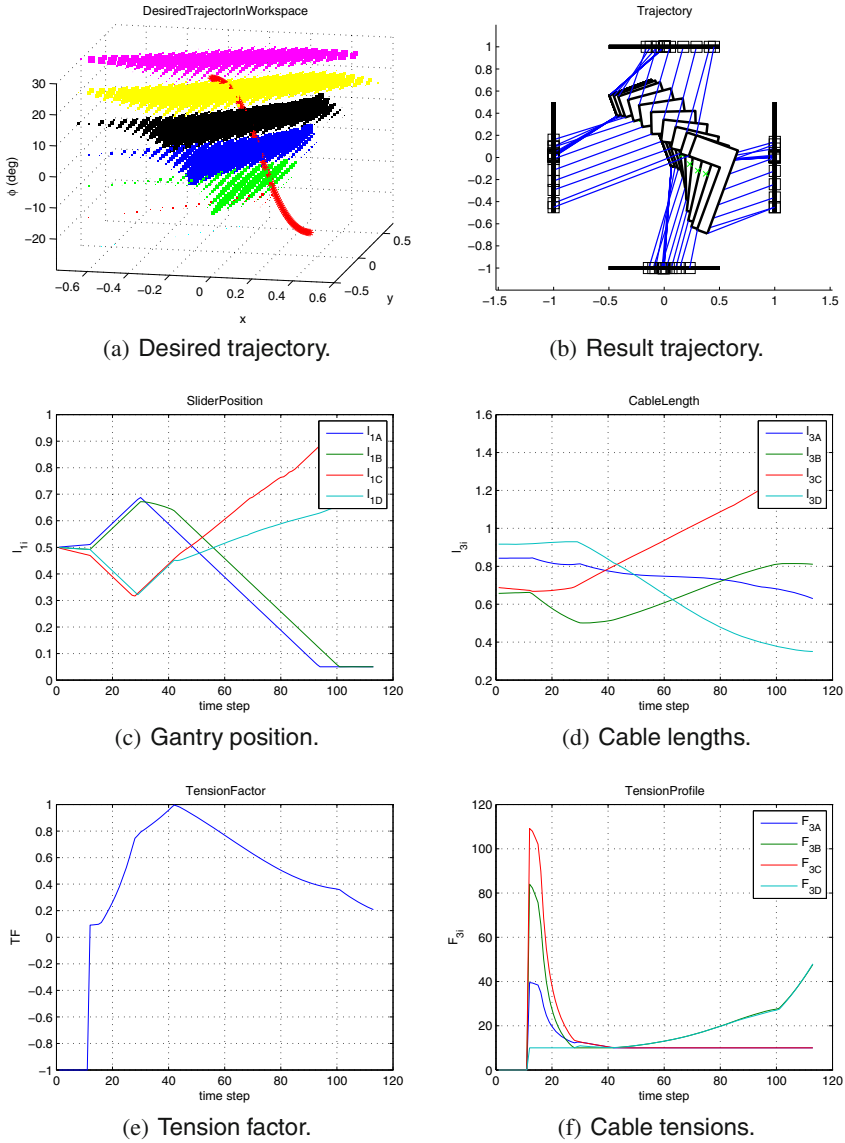 DesiredTrajectorInWorkspace
30
20
10
0
−10
−20
ϕ (deg)
−0.6
−0.4
−0.2
0
0.2
0.4
0.6
x
−0.5
0
0.5
y
(a) Desired trajectory.
Trajectory
1
0.8
0.6
0.4
0.2
0
−0.2
−0.4
−0.6
−0.8
−1
−1.5
−1
−0.5
0
0.5
1
1.5
(b) Result trajectory.
SliderPosition
1
0.9
0.8
0.7
0.6
0.5
0.4
0.3
0.2
0.1
0
l1i
0 20 40 60 80 100 120
time step
l1A
l1B
l1C
l1D
(c) Gantry position.
CableLength
1.6
1.4
1.2
1
0.8
0.6
0.4
0.2
l3i
0 20 40 60 80 100 120
time step
l3A
l3B
l3C
l3D
(d) Cable lengths.
TensionFactor
1
0.8
0.6
0.4
0.2
0
−0.2
−0.4
−0.6
−0.8
−1
TF
0 20 40 60 80 100 120
time step
(e) Tension factor.
TensionProfile
120
100
80
60
40
20
0
F3i
0 20 40 60 80 100 120
time step
F3A
F3B
F3C
F3D
(f) Cable tensions.